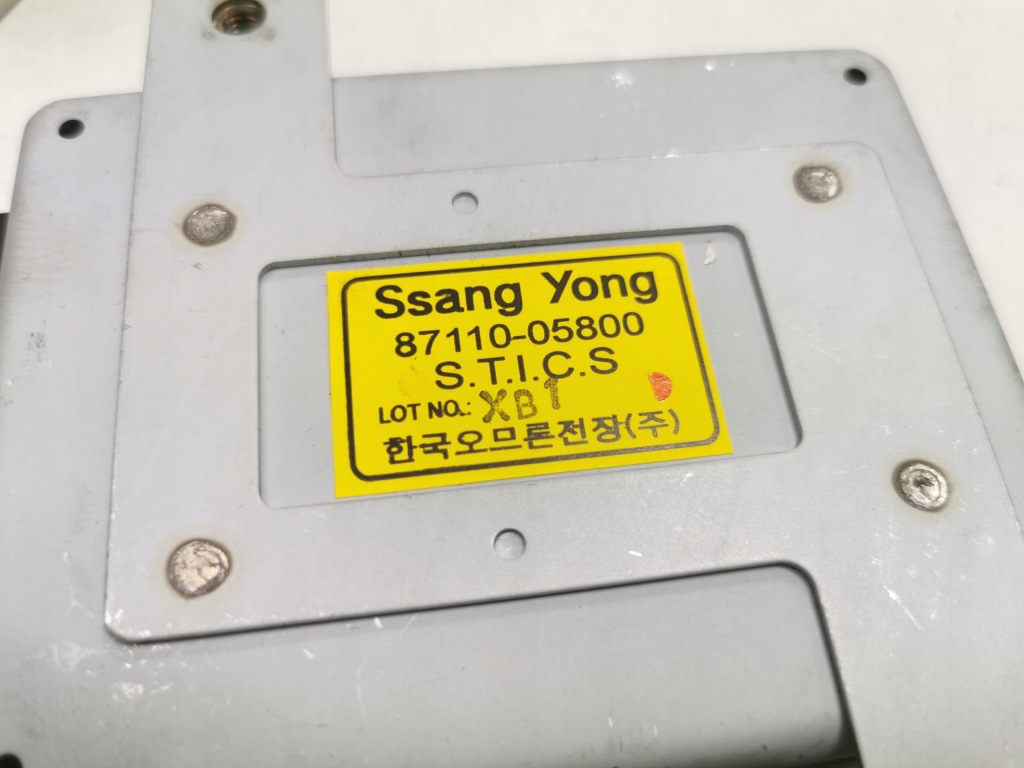 Ssang Yong
87110-05800
S.T.I.C.S
LOT NO.: XB1
한국오므론전장(주)